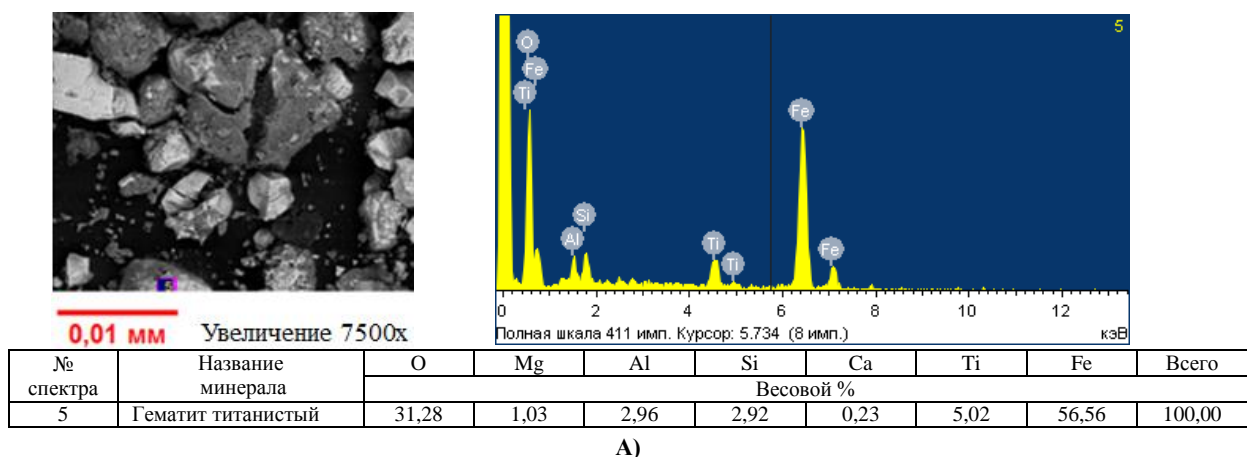 5
O
Fe
Ti
Fe
Si
Al
Ti
Ti
Fe
0 2 4 6 8 10 12
Полная шкала 411 имп. Курсор: 5.734 (8 имп.) кэВ
0,01 мм Увеличение 7500x
№ спектра Название минерала O Mg Al Si Ca Ti Fe Всего
Весовой %
5 Гематит титанистый 31,28 1,03 2,96 2,92 0,23 5,02 56,56 100,00
А)